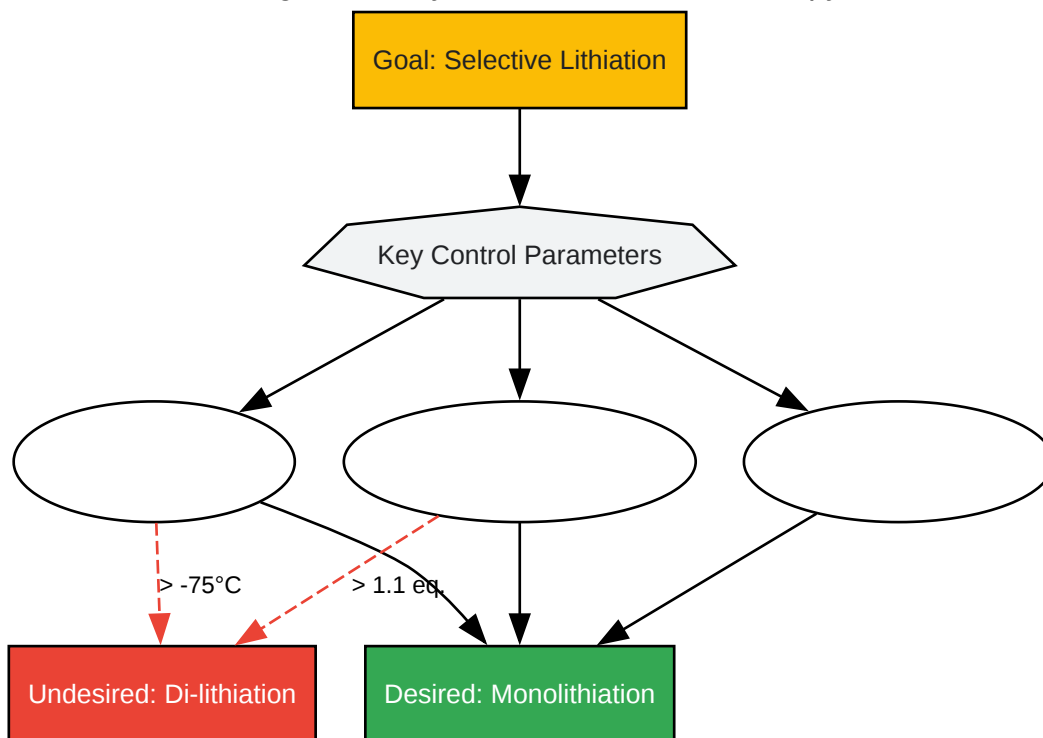 Goal: Selective Lithiation
Key Control Parameters
> -75°C
> 1.1 eq.
Undesired: Di-lithiation
Desired: Monolithiation